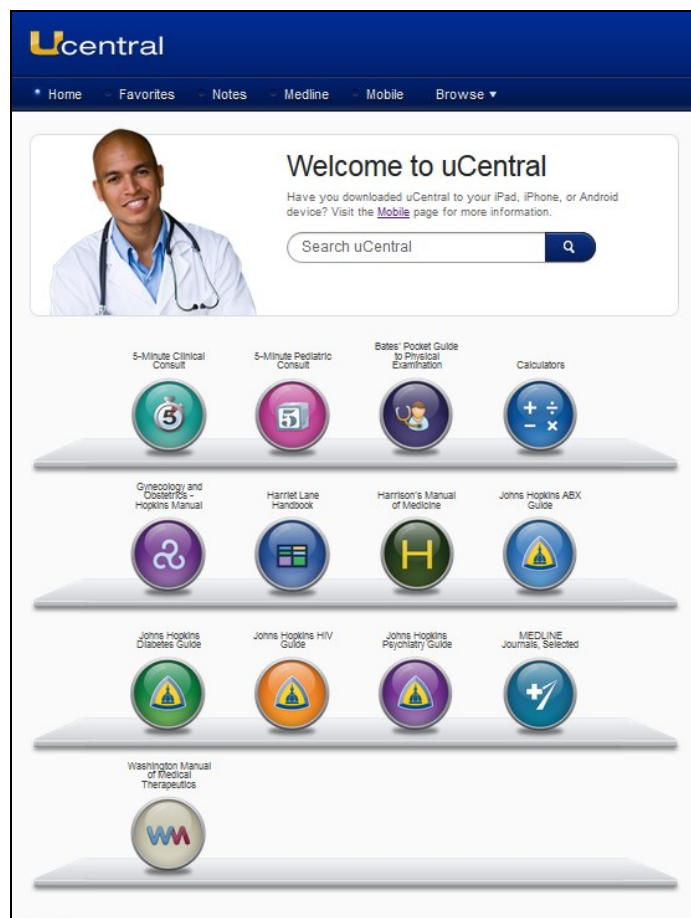 Ucentral
Home Favorites Notes Medline Mobile Browse ▾
Welcome to uCentral
Have you downloaded uCentral to your iPad, iPhone, or Android
device? Visit the Mobile page for more information.
Search uCentral
5-Minute Clinical
Consult
5-Minute Pediatric
Consult
Bates' Pocket Guide
to Physical
Examination
Calculators
5
5
+ ÷
− ×
Gynecology and
Obstetrics -
Hopkins Manual
Harriet Lane
Handbook
Harrison's Manual
of Medicine
Johns Hopkins ABX
Guide
H
Johns Hopkins
Diabetes Guide
Johns Hopkins HIV
Guide
Johns Hopkins
Psychiatry Guide
MEDLINE
Journals, Selected
Washington Manual
of Medical
Therapeutics
WM